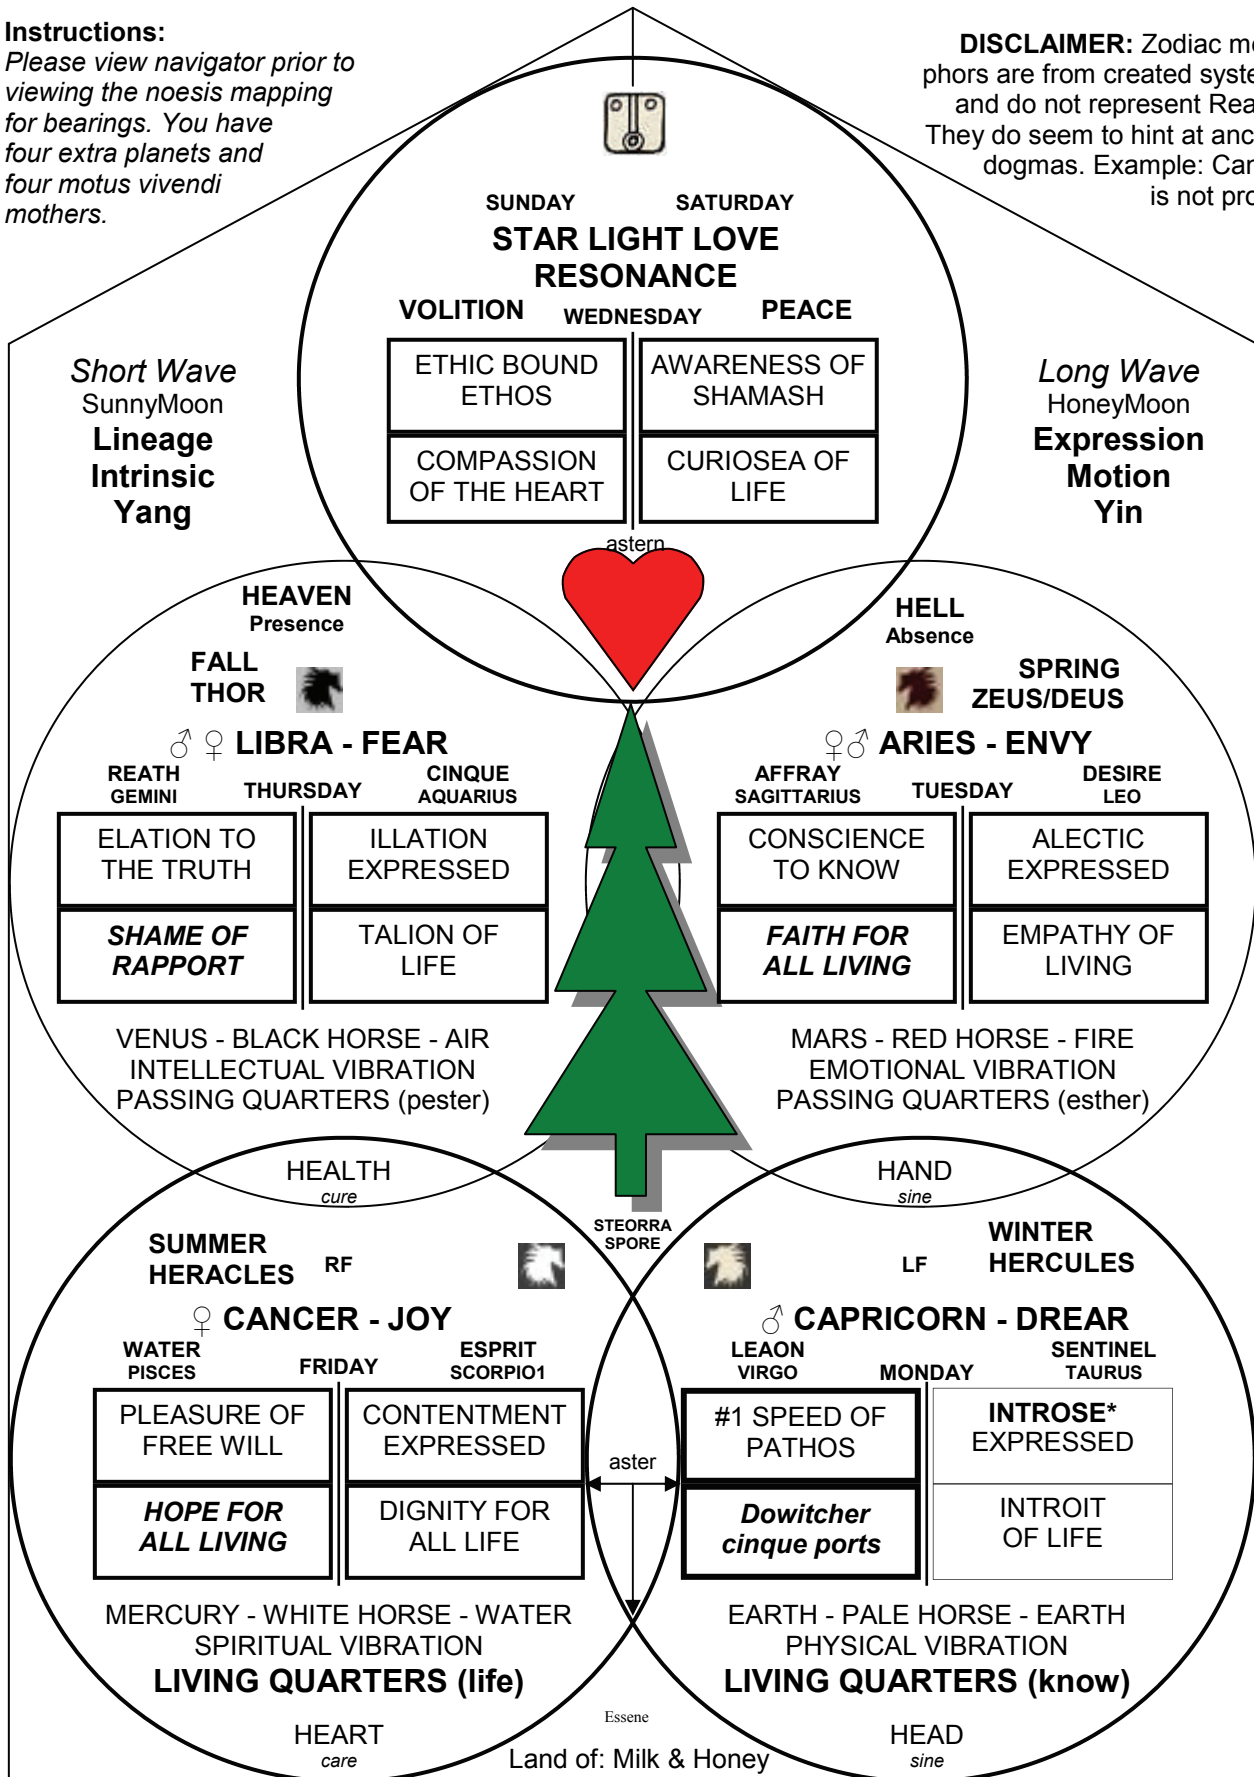 Instructions:
Please view navigator prior to
viewing the noesis mapping
for bearings. You have
four extra planets and
four motus vivendi
mothers.
DISCLAIMER: Zodiac
phors are from created
and do not represent
They do seem to hint at
dogmas. Example:
is not
SUNDAY SATURDAY
STAR LIGHT LOVE
RESONANCE
VOLITION WEDNESDAY PEACE
ETHIC BOUND
ETHOS
AWARENESS OF
SHAMASH
COMPASSION
OF THE HEART
CURIOSEA OF
LIFE
astern
Short Wave
SunnyMoon
Lineage
Intrinsic
Yang
Long Wave
HoneyMoon
Expression
Motion
Yin
HEAVEN
Presence
FALL
THOR
♂ ♀ LIBRA - FEAR
REATH
GEMINI
THURSDAY
CINQUE
AQUARIUS
ELATION TO
THE TRUTH
ILLATION
EXPRESSED
SHAME OF
RAPPORT
TALION OF
LIFE
VENUS - BLACK HORSE - AIR
INTELLECTUAL VIBRATION
PASSING QUARTERS (pester)
HELL
Absence
SPRING
ZEUS/DEUS
♀♂ ARIES - ENVY
AFFRAY
SAGITTARIUS
TUESDAY
DESIRE
LEO
CONSCIENCE
TO KNOW
ALECTIC
EXPRESSED
FAITH FOR
ALL LIVING
EMPATHY OF
LIVING
MARS - RED HORSE - FIRE
EMOTIONAL VIBRATION
PASSING QUARTERS (esther)
HEALTH
cure
HAND
sine
STEORRA
SPORE
SUMMER
HERACLES
RF
♀ CANCER - JOY
WATER
PISCES
FRIDAY
ESPRIT
SCORPIO1
PLEASURE OF
FREE WILL
CONTENTMENT
EXPRESSED
HOPE FOR
ALL LIVING
DIGNITY FOR
ALL LIFE
MERCURY - WHITE HORSE - WATER
SPIRITUAL VIBRATION
LIVING QUARTERS (life)
HEART
care
aster
LF
WINTER
HERCULES
♂ CAPRICORN - DREAR
LEAON
VIRGO
MONDAY
SENTINEL
TAURUS
#1 SPEED OF
PATHOS
INTROSE*
EXPRESSED
Dowitcher
cinque ports
INTROIT
OF LIFE
EARTH - PALE HORSE - EARTH
PHYSICAL VIBRATION
LIVING QUARTERS (know)
HEAD
sine
Essene
Land of: Milk & Honey